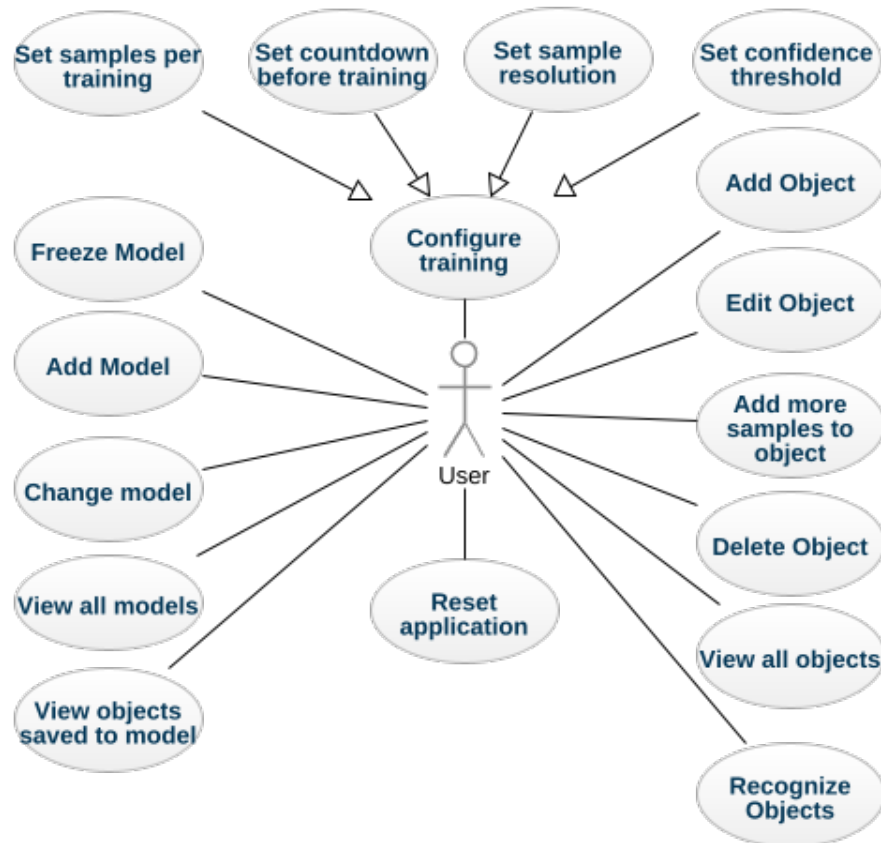 Set samples per
training
Set countdown
before training
Set sample
resolution
Set confidence
threshold
Add Object
Freeze Model
Configure
training
Edit Object
Add Model
Add more
samples to
object
User
Change model
Delete Object
View all models
Reset
application
View all objects
View objects
saved to model
Recognize
Objects